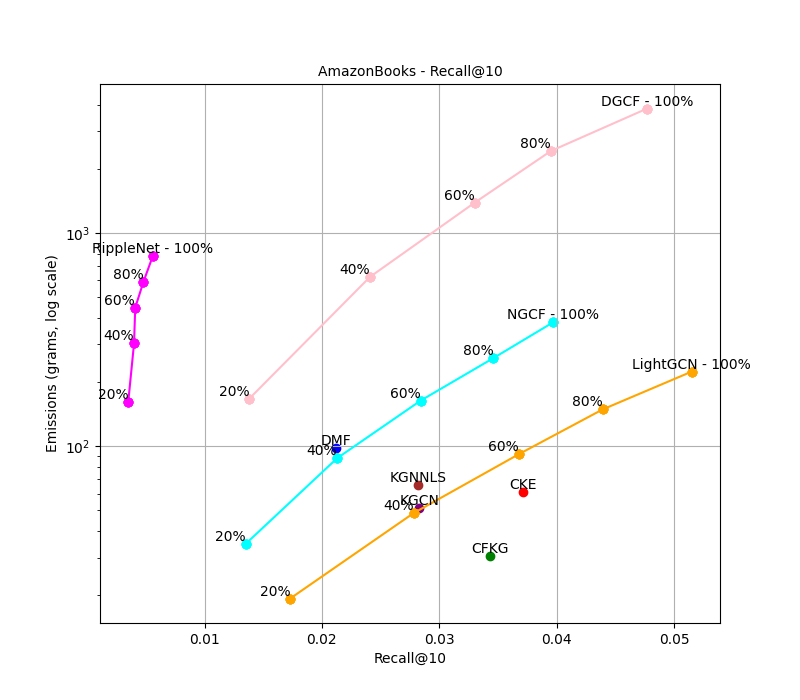 AmazonBooks - Recall@10
DGCF - 100%
80%
60%
40%
20%
RippleNet - 100%
80%
60%
40%
20%
NGCF - 100%
80%
60%
40%
20%
LightGCN - 100%
80%
60%
40%
20%
DMF
KGNNLS
KGCN
CKE
CFKG
10³
10²
Emissions (grams, log scale)
0.01 0.02 0.03 0.04 0.05
Recall@10